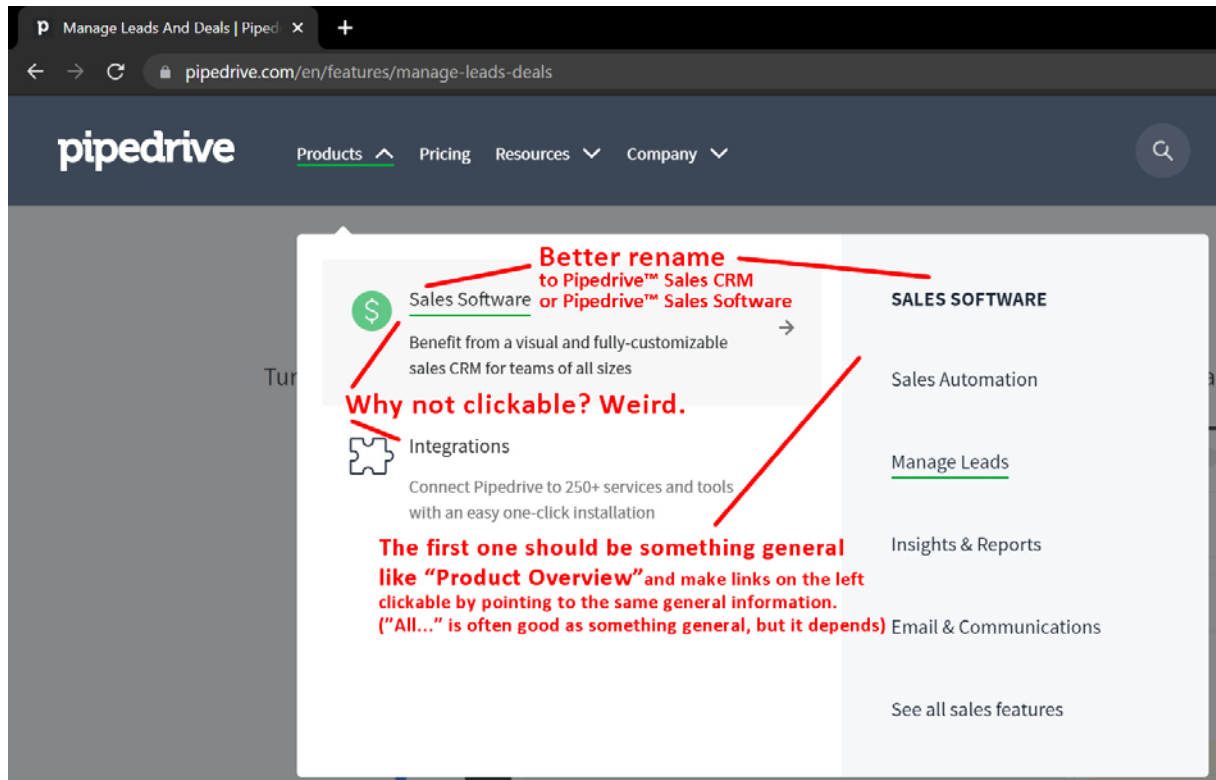 p Manage Leads And Deals | Piped
pipedrive.com/en/features/manage-leads-deals
pipedrive Products Pricing Resources Company
Better rename
to Pipedrive™ Sales CRM
or Pipedrive™ Sales Software
Sales Software
Benefit from a visual and fully-customizable
sales CRM for teams of all sizes
Tur
Why not clickable? Weird.
Integrations
Connect Pipedrive to 250+ services and tools
with an easy one-click installation
The first one should be something general
like “Product Overview” and make links on the left
clickable by pointing to the same general information.
("All..." is often good as something general, but it depends)
SALES SOFTWARE
Sales Automation
Manage Leads
Insights & Reports
Email & Communications
See all sales features